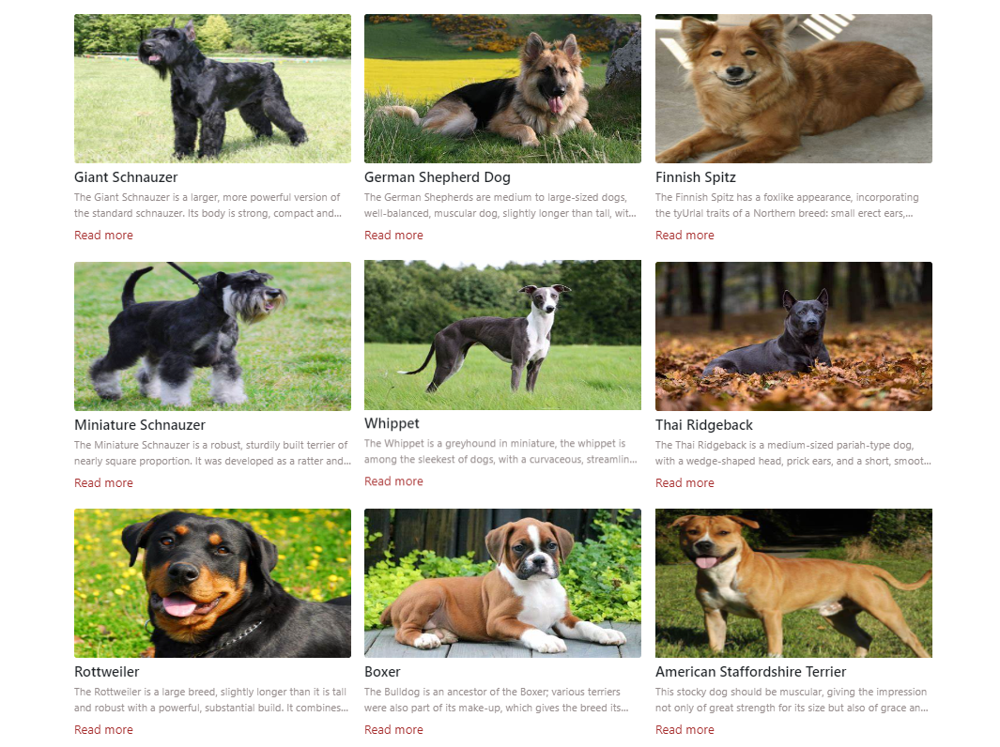 Giant Schnauzer
The Giant Schnauzer is a larger, more powerful version of
the standard schnauzer. Its body is strong, compact and...
Read more
German Shepherd Dog
The German Shepherds are medium to large-sized dogs,
well-balanced, muscular dog, slightly longer than tall, wit...
Read more
Finnish Spitz
The Finnish Spitz has a foxlike appearance, incorporating
the tyUrlal traits of a Northern breed: small erect ears,...
Read more
Miniature Schnauzer
The Miniature Schnauzer is a robust, sturdily built terrier of
nearly square proportion. It was developed as a ratter and...
Read more
Whippet
The Whippet is a greyhound in miniature, the whippet is
among the sleekest of dogs, with a curvaceous, streamlin...
Read more
Thai Ridgeback
The Thai Ridgeback is a medium-sized pariah-type dog,
with a wedge-shaped head, prick ears, and a short, smoot...
Read more
Rottweiler
The Rottweiler is a large breed, slightly longer than it is tall
and robust with a powerful, substantial build. It combines...
Read more
Boxer
The Bulldog is an ancestor of the Boxer; various terriers
were also part of its make-up, which gives the breed its...
Read more
American Staffordshire Terrier
This stocky dog should be muscular, giving the impression
not only of great strength for its size but also of grace an...
Read more